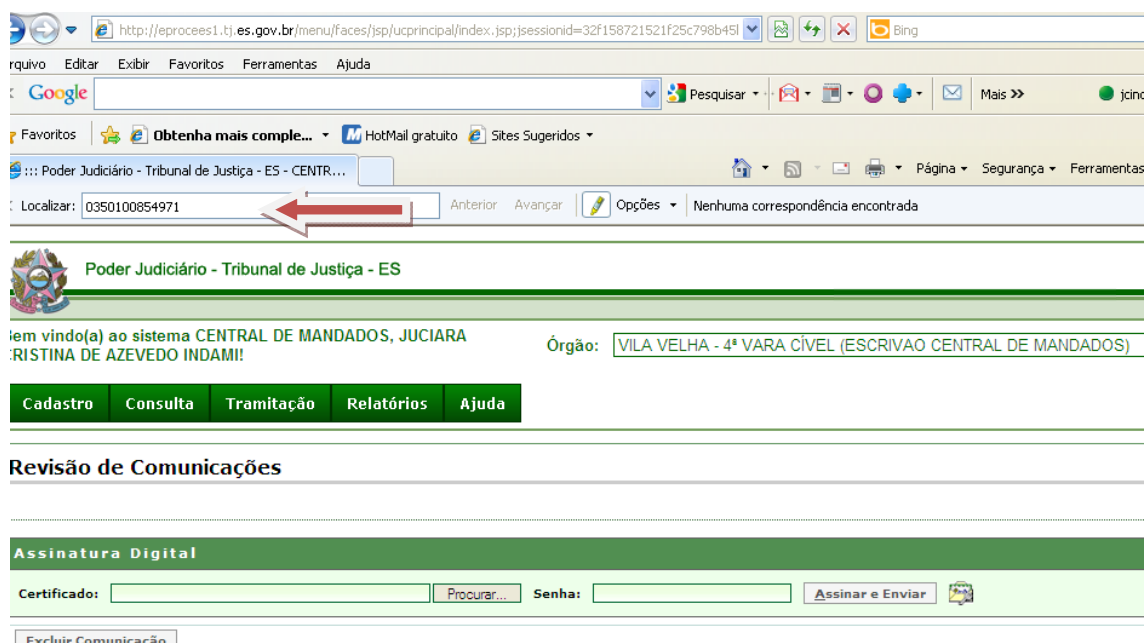 http://eprocees1.tj.es.gov.br/menu/faces/jsp/ucprincipal/index.jsp;jsessionid=32f158721521f25c798b45l Bing
rquivo Editar Exibir Favoritos Ferramentas Ajuda
Google Pesquisar Mais >> jcinc
Favoritos Obtenha mais comple... HotMail gratuito Sites Sugeridos
::: Poder Judiciário - Tribunal de Justiça - ES - CENTR... Página Segurança Ferramentas
Localizar: 0350100854971 Anterior Avançar Opções Nenhuma correspondência encontrada
Poder Judiciário - Tribunal de Justiça - ES
em vindo(a) ao sistema CENTRAL DE MANDADOS, JUCIARA
CRISTINA DE AZEVEDO INDAMI!
Órgão: VILA VELHA - 4ª VARA CÍVEL (ESCRIVAO CENTRAL DE MANDADOS)
Cadastro Consulta Tramitação Relatórios Ajuda
Revisão de Comunicações
Assinatura Digital
Certificado: Procurar... Senha: Assinar e Enviar
Excluir Comunicação